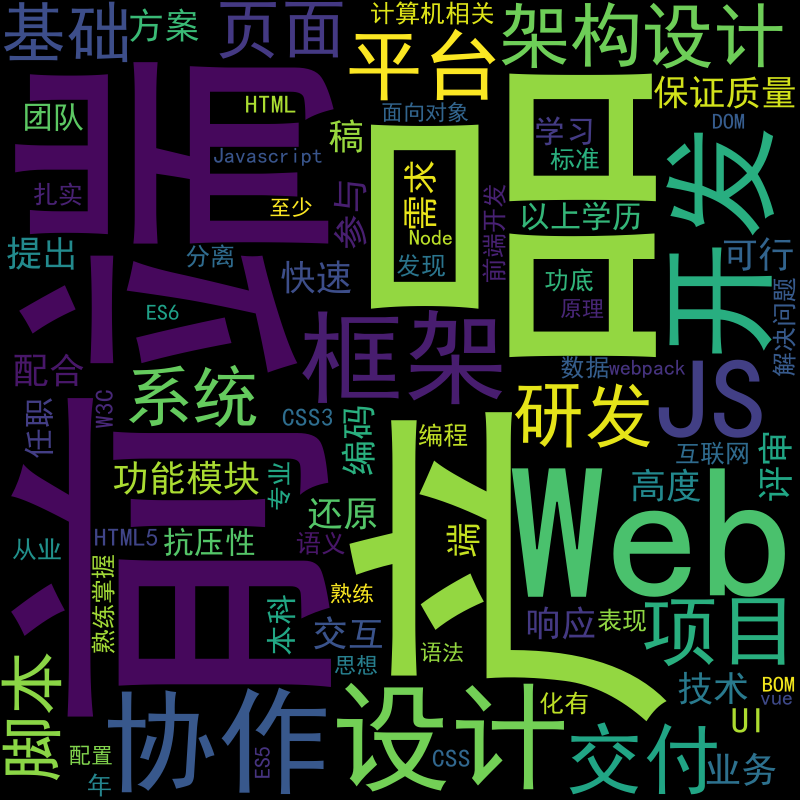 基础
方案
页面
计算机相关
平台
架构设计
保证质量
团队
HTML
面向对象
稿
学习
DOM
Javascript
标准
开发
扎实
前端
至少
参与
需求
Node
产品
前端开发
以上学历
提出
分离
快速
发现
功底
可行
ES6
原理
解决问题
框架
配合
系统
数据
webpack
W3C
任职
CSS3
研发
JS
编码
编程
互联网
评审
功能模块
专业
高度
Web
还原
HTML5
抗压性
语义
端
从业
熟练掌握
熟练
本科
交互
响应
表现
项目
思想
语法
脚本
协作
设计
化有
技术
BOM
vue
UI
交付
配置
年
ES5
CSS
业务